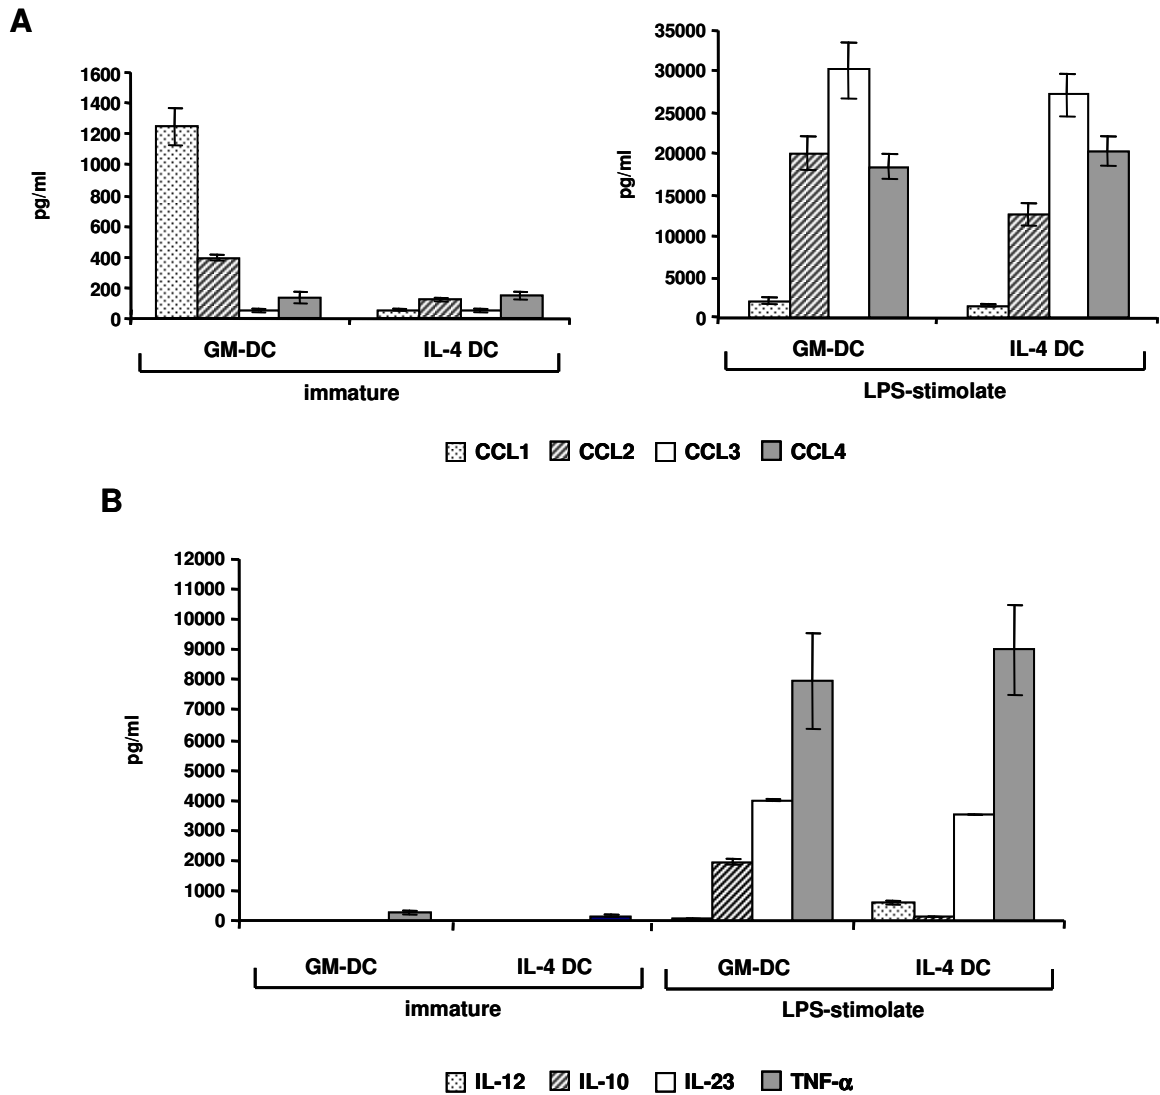 A
1600
1400
1200
1000
800
600
400
200
0
pg/ml
GM-DC IL-4 DC
immature
35000
30000
25000
20000
15000
10000
5000
0
pg/ml
GM-DC IL-4 DC
LPS-stimolate
CCL1 CCL2 CCL3 CCL4
B
12000
11000
10000
9000
8000
7000
6000
5000
4000
3000
2000
1000
0
pg/ml
GM-DC IL-4 DC GM-DC IL-4 DC
immature LPS-stimolate
IL-12 IL-10 IL-23 TNF-α